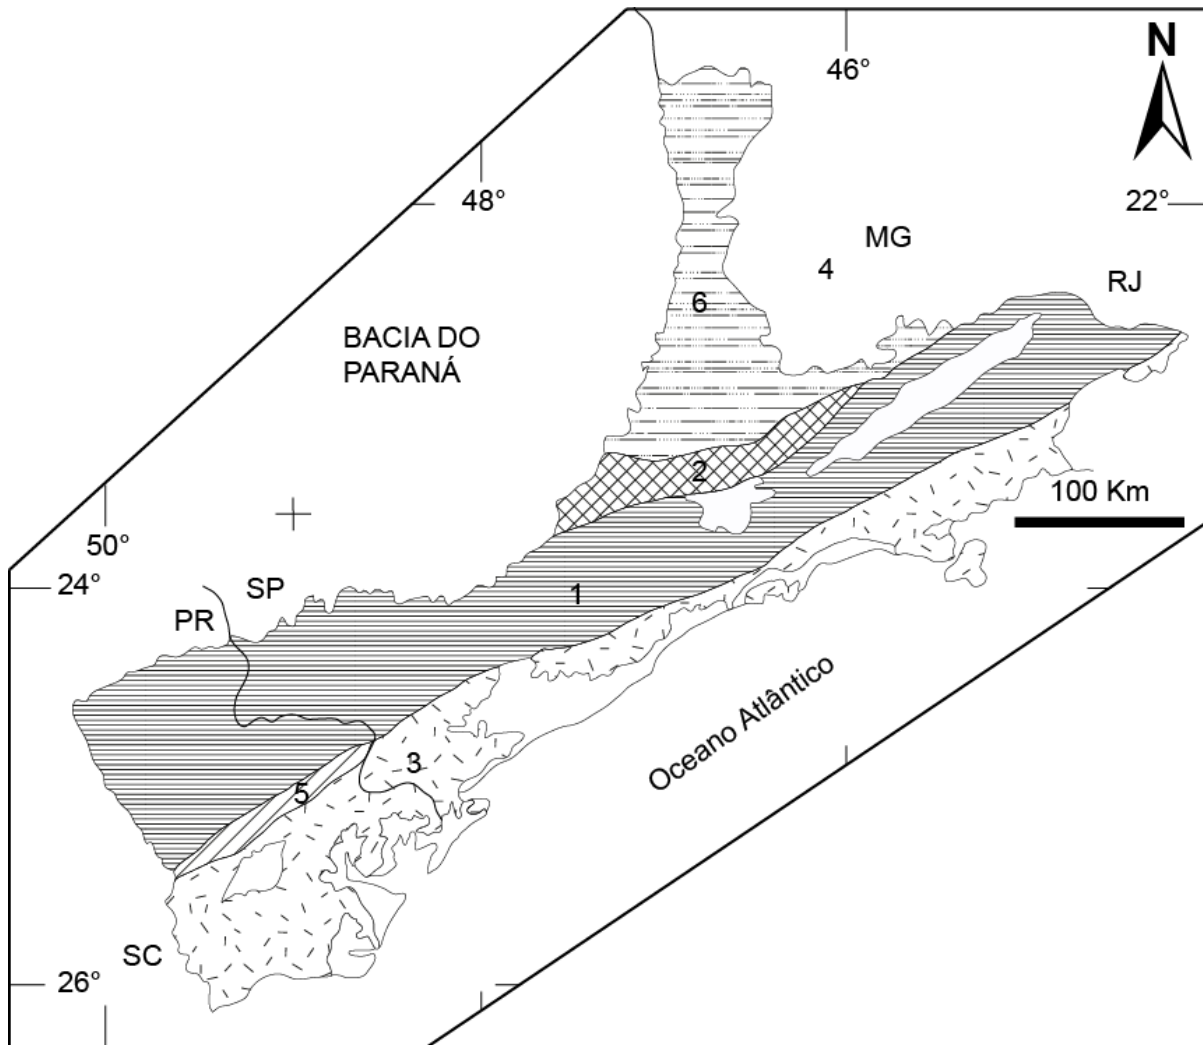 N
46°
48°
22°
MG
4
RJ
6
BACIA DO
PARANÁ
2
100 Km
50°
24°
SP
1
PR
Oceano Atlântico
3
5
SC
26°